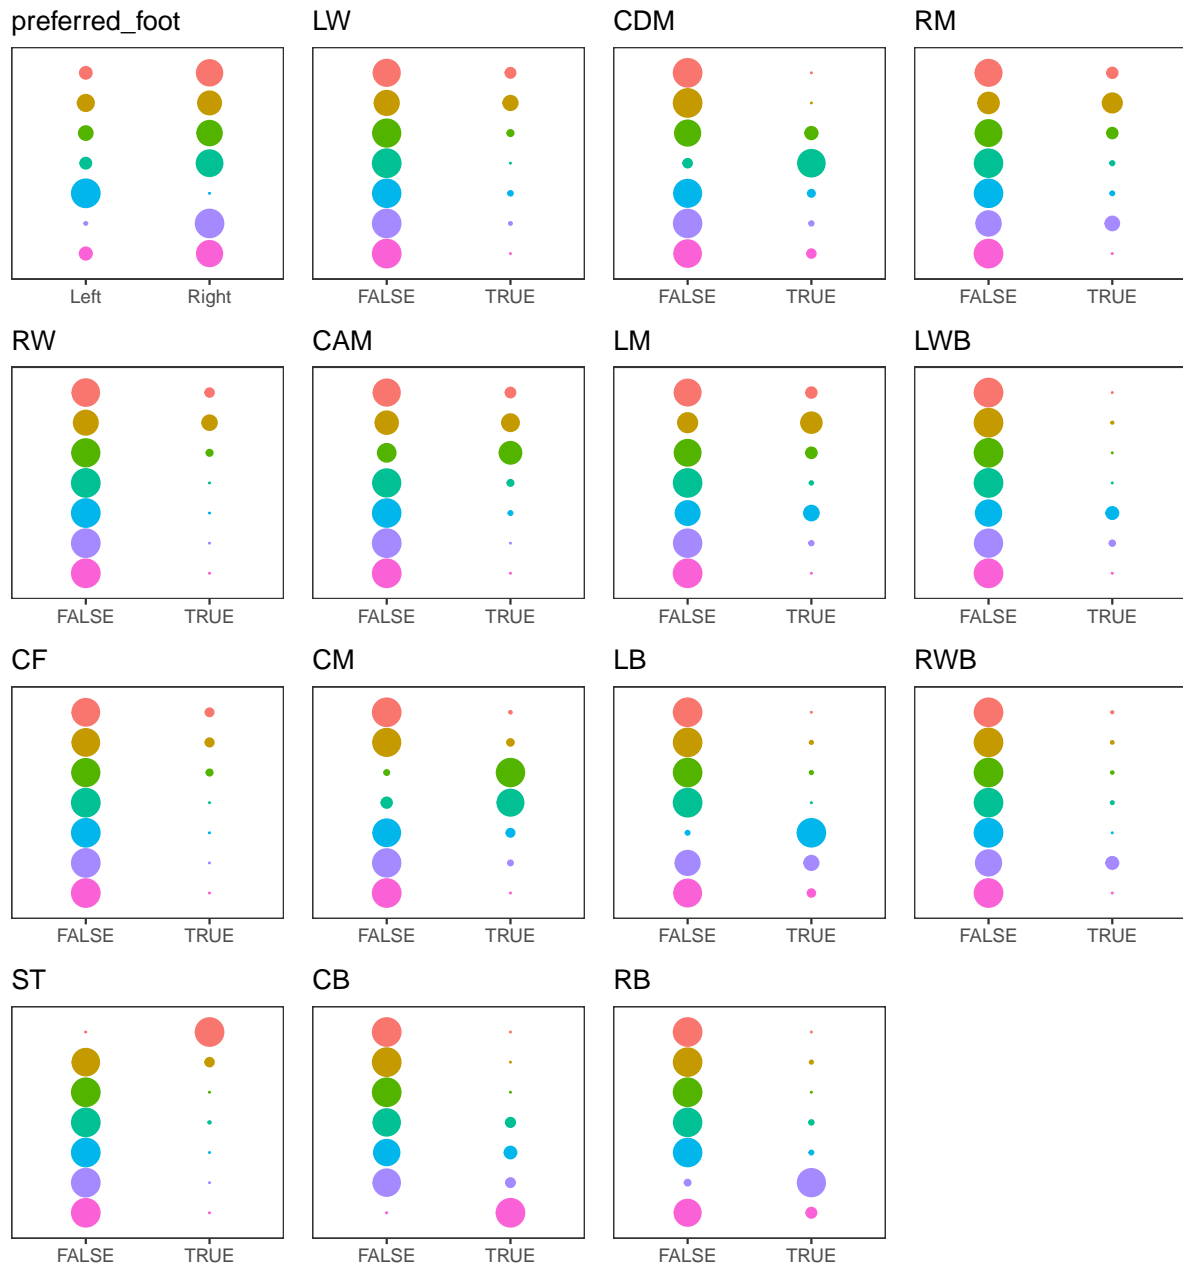 preferred_foot LW CDM RM
Left Right FALSE TRUE FALSE TRUE FALSE TRUE
RW CAM LM LWB
FALSE TRUE FALSE TRUE FALSE TRUE FALSE TRUE
CF CM LB RWB
FALSE TRUE FALSE TRUE FALSE TRUE FALSE TRUE
ST CB RB
FALSE TRUE FALSE TRUE FALSE TRUE